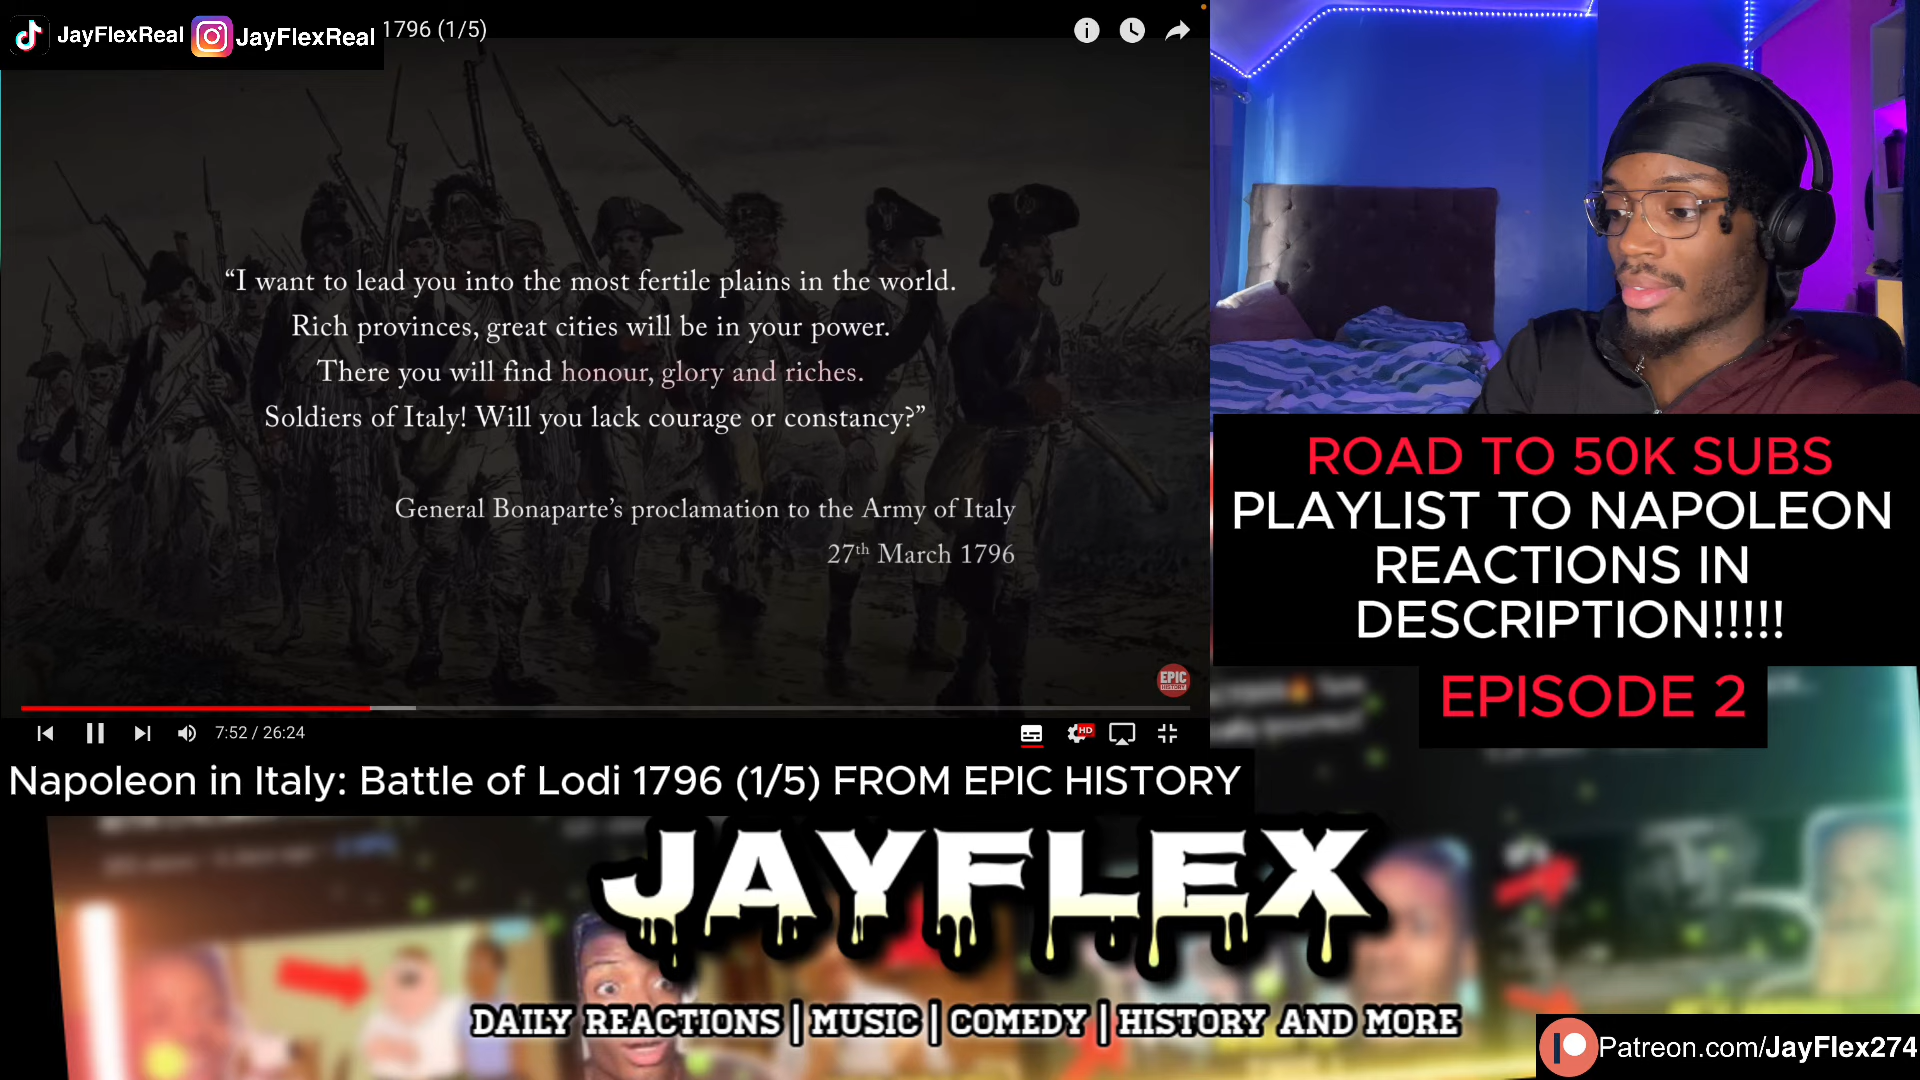 JayFlexReal
JayFlexReal
1796 (1/5)
“I want to lead you into the most fertile plains in the world.
Rich provinces, great cities will be in your power.
There you will find honour, glory and riches.
Soldiers of Italy! Will you lack courage or constancy?”
General Bonaparte’s proclamation to the Army of Italy
27th March 1796
EPIC
HISTORY
7:52 / 26:24
HD
ROAD TO 50K SUBS
PLAYLIST TO NAPOLEON
REACTIONS IN
DESCRIPTION!!!!!
EPISODE 2
Napoleon in Italy: Battle of Lodi 1796 (1/5) FROM EPIC HISTORY
JAYFLEX
DAILY REACTIONS | MUSIC | COMEDY | HISTORY AND MORE
Patreon.com/JayFlex274